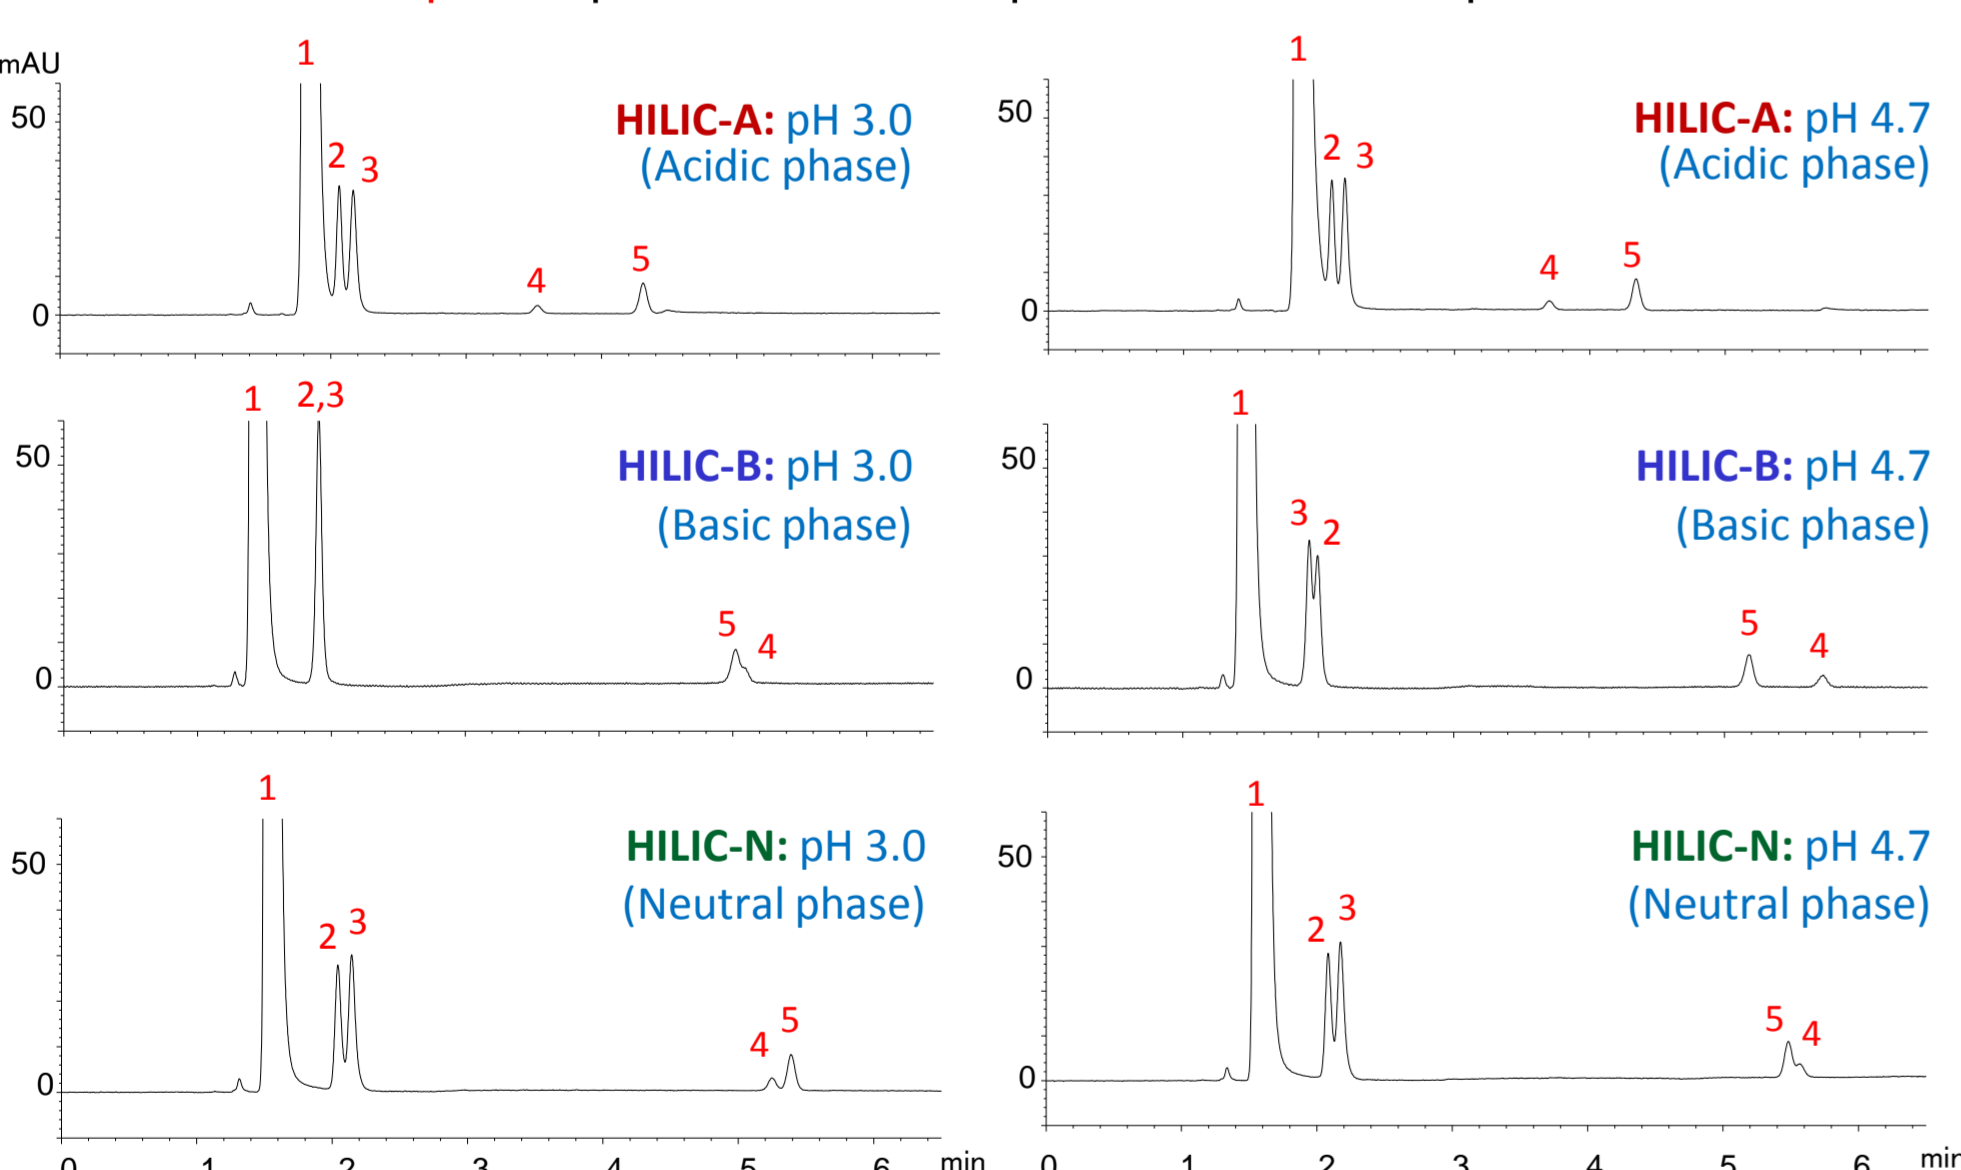 mAU
1
50
2
3
HILIC-A: pH 3.0
(Acidic phase)
5
4
0
1
50
2
3
HILIC-A: pH 4.7
(Acidic phase)
5
4
0
1
2,3
50
HILIC-B: pH 3.0
(Basic phase)
5
4
0
1
50
3
2
HILIC-B: pH 4.7
(Basic phase)
5
4
0
1
50
2
3
HILIC-N: pH 3.0
(Neutral phase)
4
5
0
0 1 2 3 4 5 6 min
1
50
2
3
HILIC-N: pH 4.7
(Neutral phase)
5
4
0
0 1 2 3 4 5 6 min